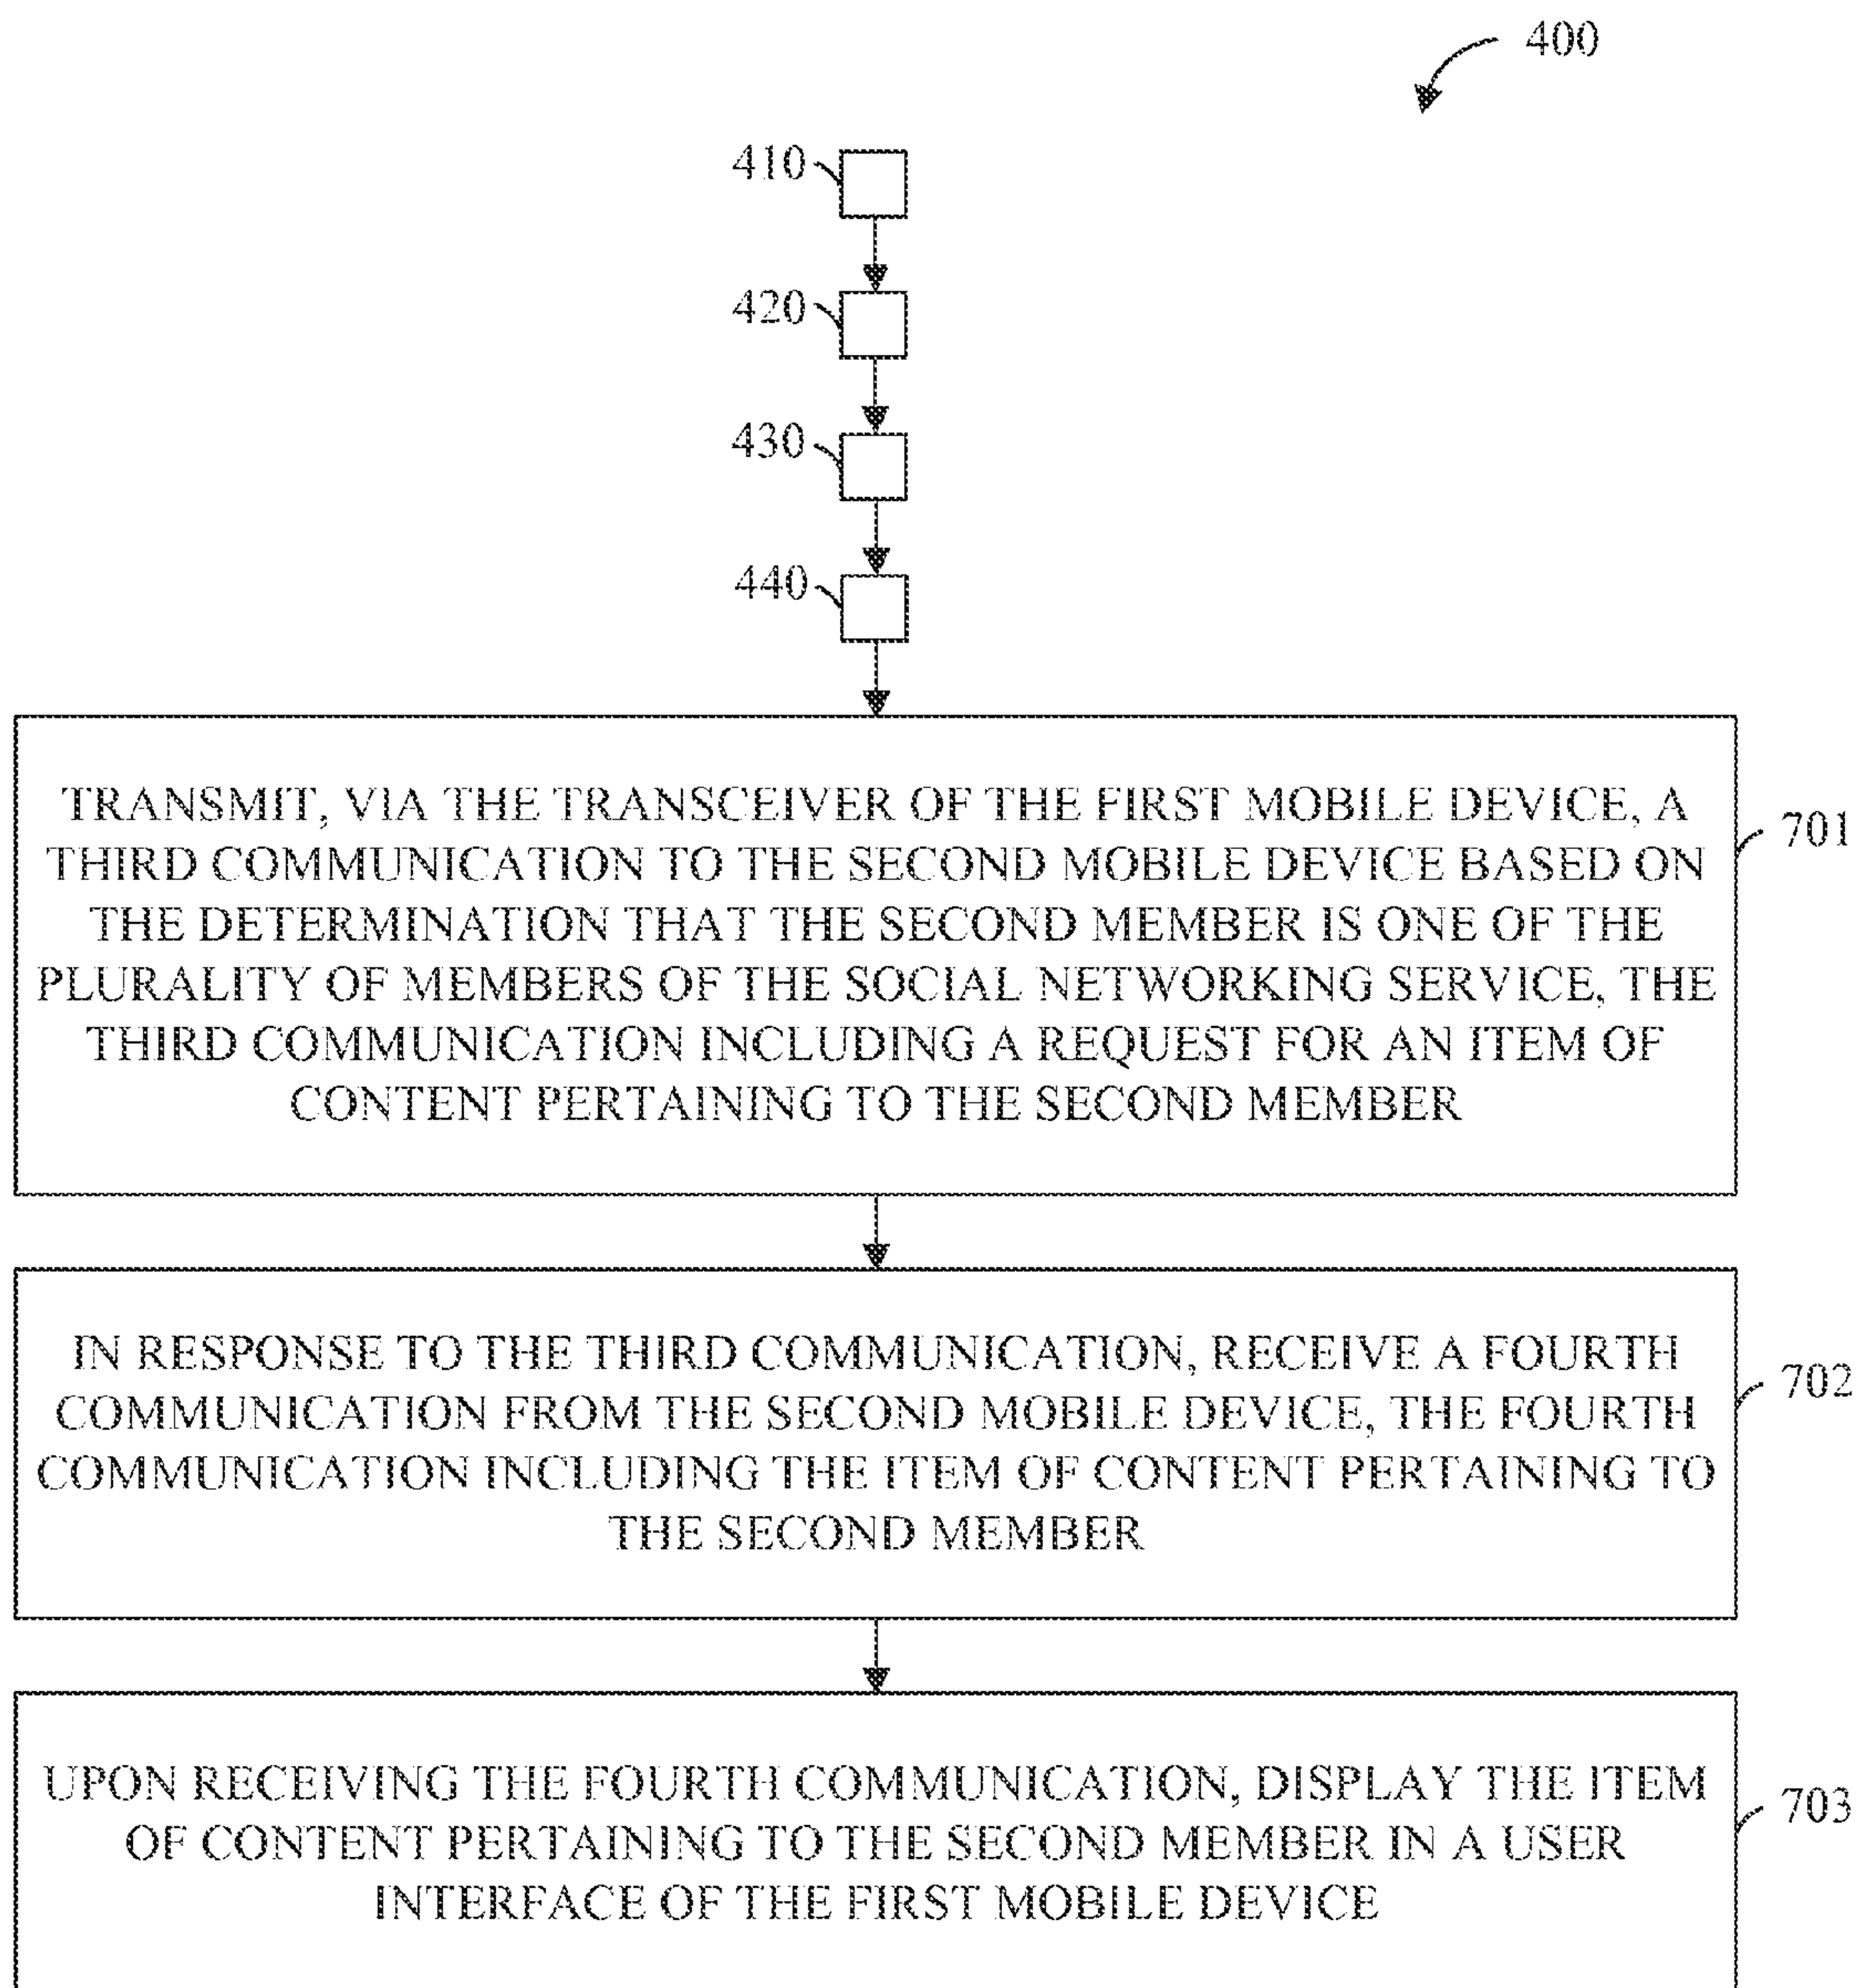 400
410
420
430
440
TRANSMIT, VIA THE TRANSCEIVER OF THE FIRST MOBILE DEVICE, A
THIRD COMMUNICATION TO THE SECOND MOBILE DEVICE BASED ON
THE DETERMINATION THAT THE SECOND MEMBER IS ONE OF THE
PLURALITY OF MEMBERS OF THE SOCIAL NETWORKING SERVICE, THE
THIRD COMMUNICATION INCLUDING A REQUEST FOR AN ITEM OF
CONTENT PERTAINING TO THE SECOND MEMBER
701
IN RESPONSE TO THE THIRD COMMUNICATION, RECEIVE A FOURTH
COMMUNICATION FROM THE SECOND MOBILE DEVICE, THE FOURTH
COMMUNICATION INCLUDING THE ITEM OF CONTENT PERTAINING TO
THE SECOND MEMBER
702
UPON RECEIVING THE FOURTH COMMUNICATION, DISPLAY THE ITEM
OF CONTENT PERTAINING TO THE SECOND MEMBER IN A USER
INTERFACE OF THE FIRST MOBILE DEVICE
703